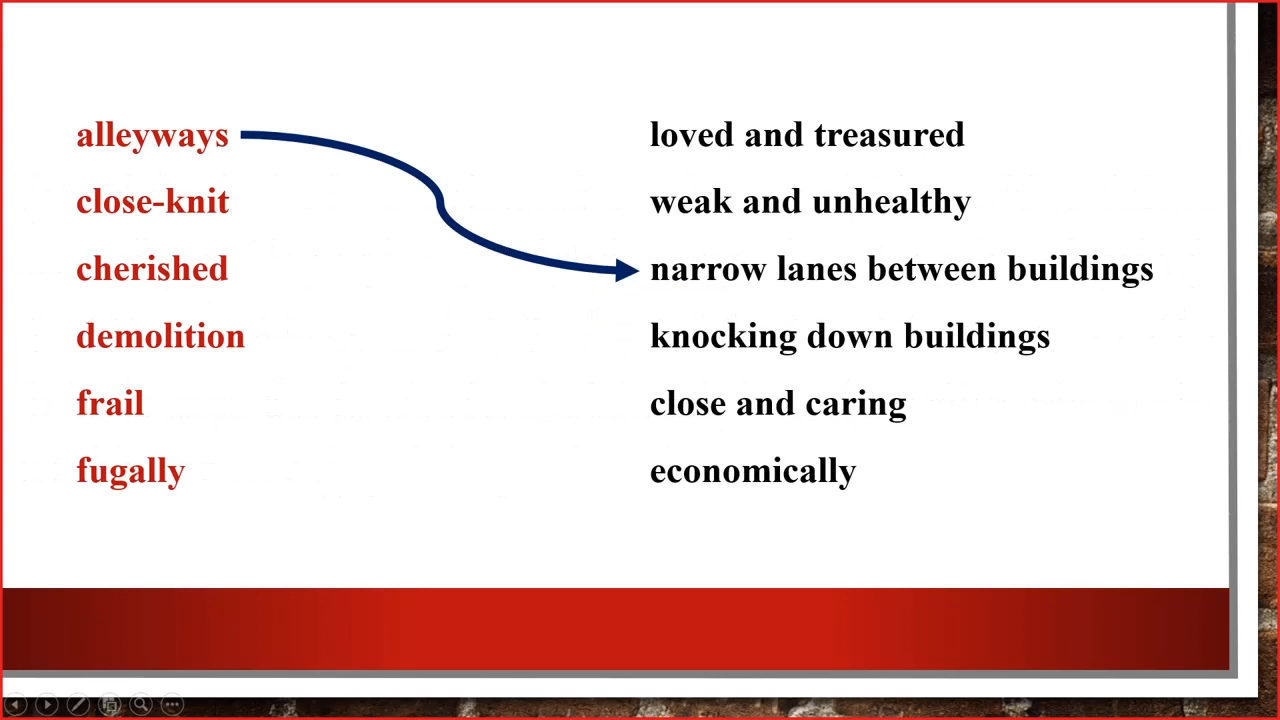 alleyways
close-knit
cherished
demolition
frail
fugally
loved and treasured
weak and unhealthy
narrow lanes between buildings
knocking down buildings
close and caring
economically